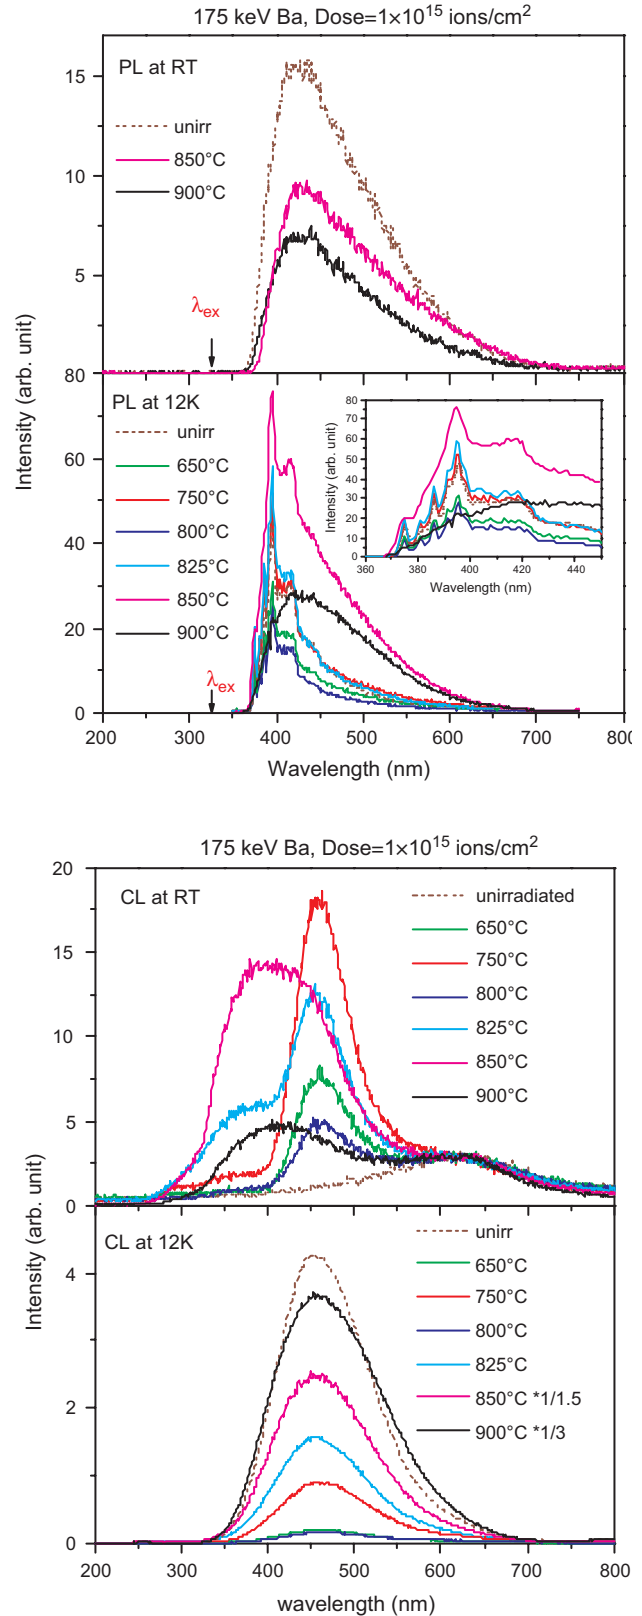 175 keV Ba, Dose=1×10¹⁵ ions/cm²
PL at RT
unirr
850°C
900°C
λex
15
10
5
Intensity (arb. unit)
80
60
40
20
0
PL at 12K
unirr
650°C
750°C
800°C
825°C
850°C
900°C
λex
80
70
60
50
40
30
20
10
0
Intensity (arb. unit)
360 380 400 420 440
Wavelength (nm)
200 300 400 500 600 700 800
Wavelength (nm)
175 keV Ba, Dose=1×10¹⁵ ions/cm²
20
15
10
5
0
CL at RT
unirradiated
650°C
750°C
800°C
825°C
850°C
900°C
Intensity (arb. unit)
CL at 12K
4
2
0
unirr
650°C
750°C
800°C
825°C
850°C *1/1.5
900°C *1/3
200 300 400 500 600 700 800
wavelength (nm)